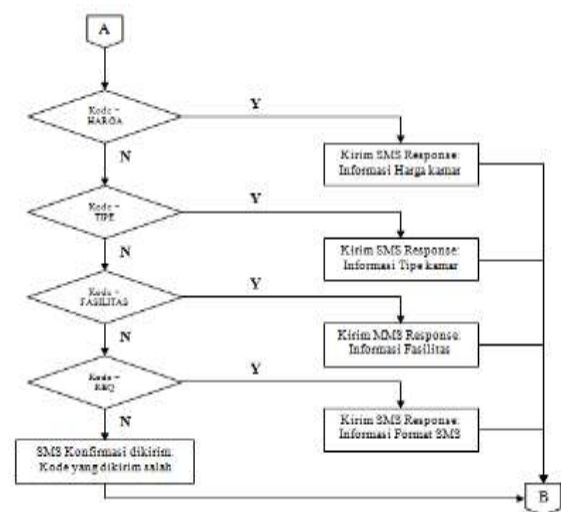 A
Kode =
HARGA
Y
N
Kirim SMS Response:
Informasi Harga kamar
Kode =
TIPE
Y
N
Kirim SMS Response:
Informasi Tipe kamar
Kode =
FASILITAS
Y
N
Kirim MMS Response:
Informasi Fasilitas
Kode =
REQ
Y
N
Kirim SMS Response:
Informasi Format SMS
SMS Konfirmasi dikirim:
Kode yang dikirim salah
B